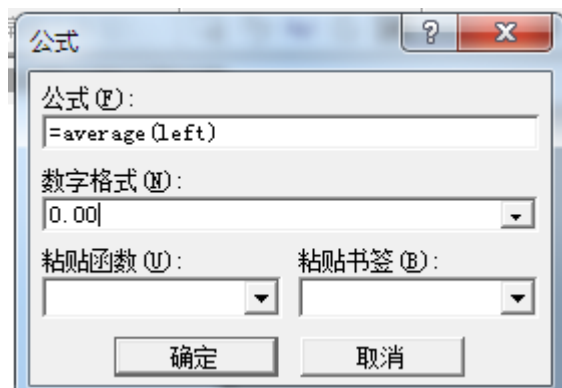 公式
公式(F):
=average(left)
数字格式(N):
0.00
粘贴函数(U): 粘贴书签(B):
确定 取消